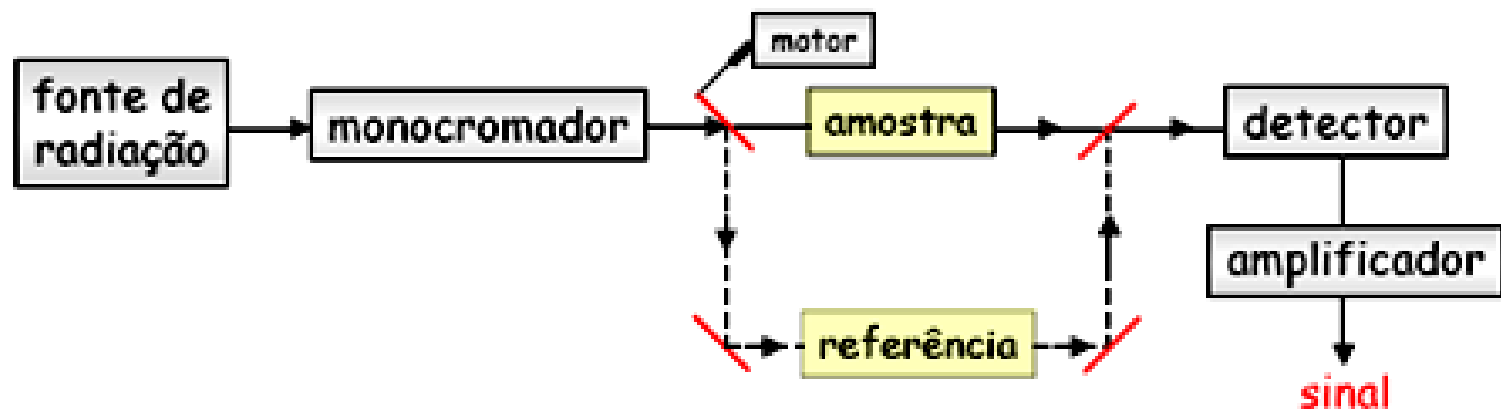 motor
fonte de
radiação
monocromador
amostra
detector
amplificador
referência
sinal